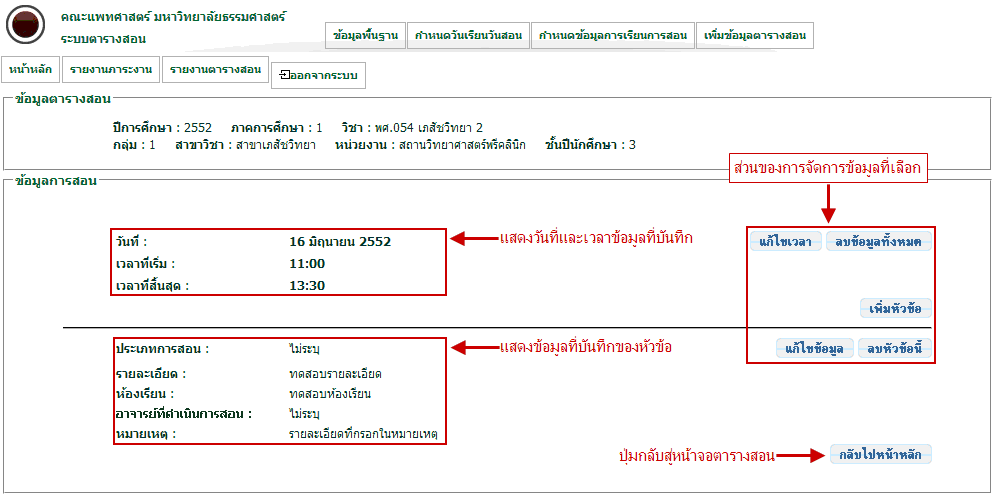 คณะแพทศาสตร์ มหาวิทยาลัยธรรมศาสตร์
ระบบตารางสอน
ข้อมูลพื้นฐาน กำหนดวันเรียนวันสอน กำหนดข้อมูลการเรียนการสอน เพิ่มข้อมูลตารางสอน
หน้าหลัก รายงานภาระงาน รายงานตารางสอน ออกจากระบบ
ข้อมูลตารางสอน
ปีการศึกษา : 2552 ภาคการศึกษา : 1 วิชา : พศ.054 เภสัชวิทยา 2
กลุ่ม : 1 สาขาวิชา : สาขาเภสัชวิทยา หน่วยงาน : สถานวิทยาศาสตร์พรีคลินิก ชั้นปีนักศึกษา : 3
ส่วนของการจัดการข้อมูลที่เลือก
ข้อมูลการสอน
วันที่ : 16 มิถุนายน 2552
แสดงวันที่และเวลาข้อมูลที่บันทึก
แก้ไขเวลา ลบข้อมูลทั้งหมด
เวลาที่เริ่ม : 11:00
เวลาที่สิ้นสุด : 13:30
เพิ่มหัวข้อ
ประเภทการสอน : ไม่ระบุ
แสดงข้อมูลที่บันทึกของหัวข้อ
แก้ไขข้อมูล ลบหัวข้อนี้
รายละเอียด : ทดสอบรายละเอียด
ห้องเรียน : ทดสอบห้องเรียน
อาจารย์ที่ดำเนินการสอน : ไม่ระบุ
หมายเหตุ : รายละเอียดที่กรอกในหมายเหตุ
ปุ่มกลับสู่หน้าจอตารางสอน
กลับไปหน้าหลัก